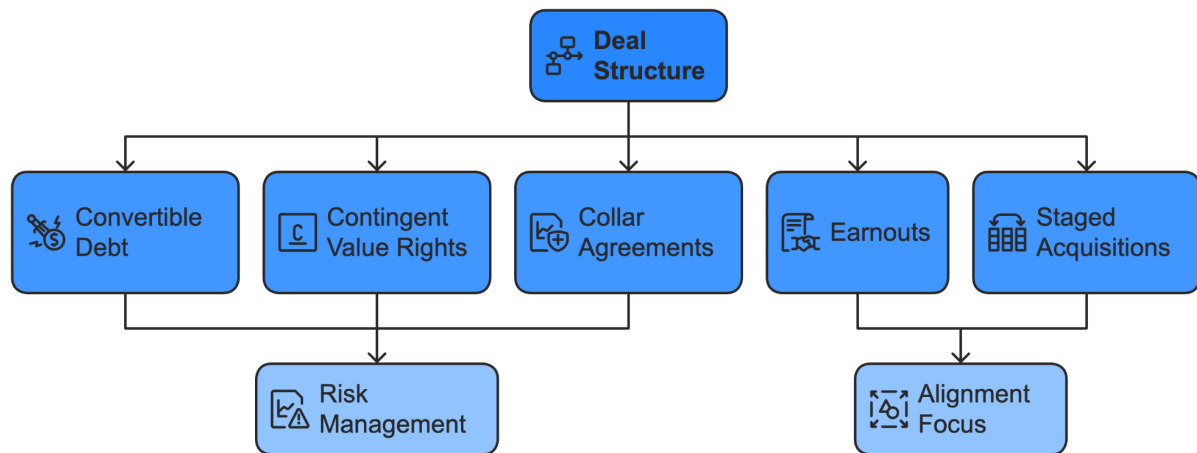 Deal
Structure
Convertible
Debt
Contingent
Value Rights
Collar
Agreements
Earnouts
Staged
Acquisitions
Risk
Management
Alignment
Focus